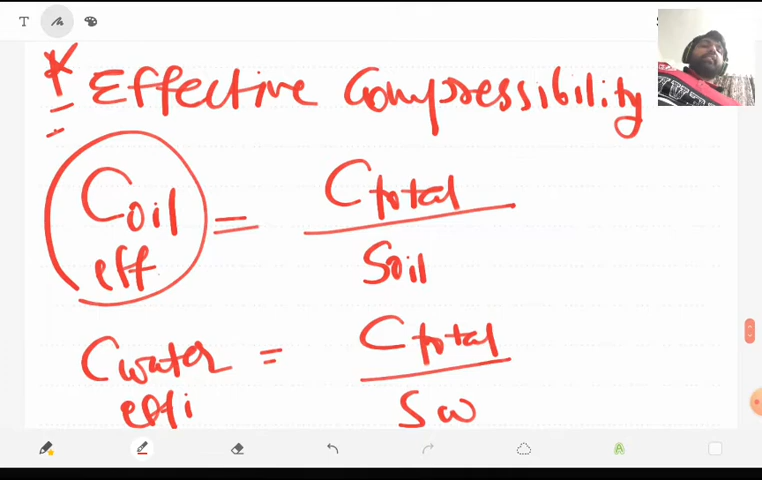 * Effective Compressibility
Coil eff = Ctotal / Soil
Cwater effi = Ctotal / Sw